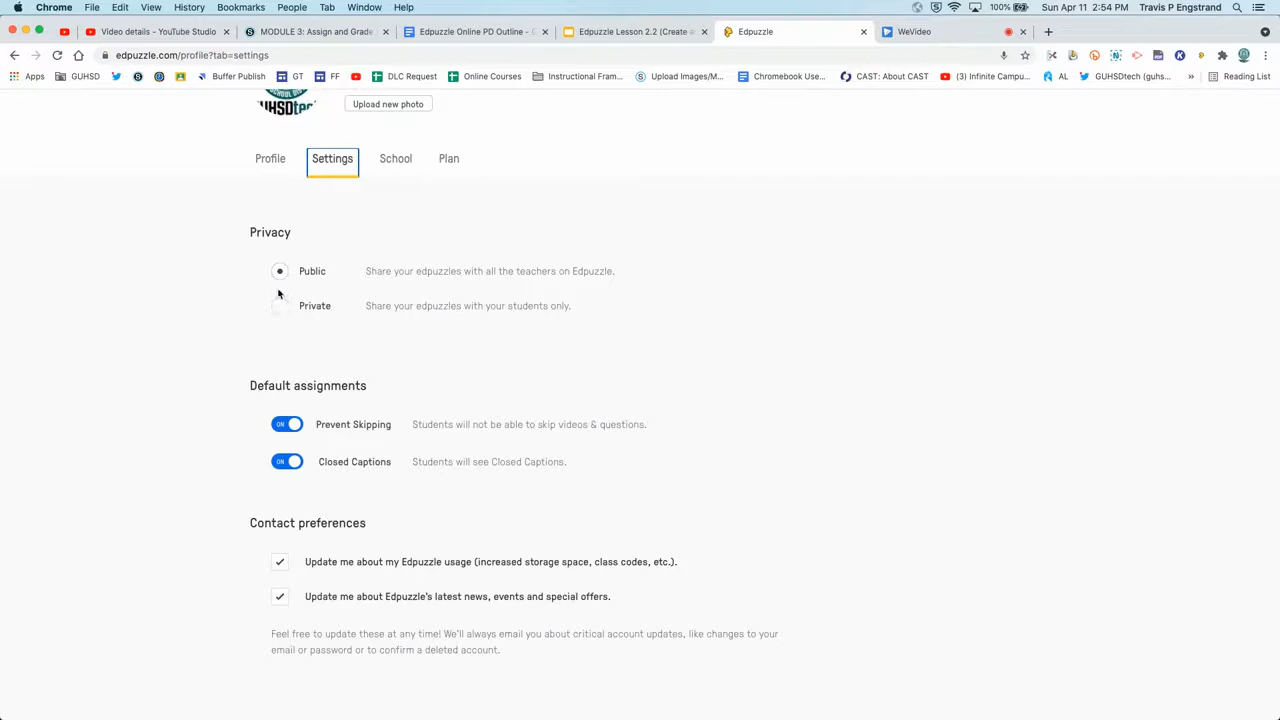 Chrome File Edit View History Bookmarks People Tab Window Help 100% Sun Apr 11 2:54 PM Travis P Engstrand
Video details - YouTube Studio MODULE 3: Assign and Grade Edpuzzle Online PD Outline - G Edpuzzle Lesson 2.2 (Create a Edpuzzle WeVideo
edpuzzle.com/profile?tab=settings
Apps GUHSD Buffer Publish GT FF DLC Request Online Courses Instructional Fram... Upload Images/M... Chromebook Use... CAST: About CAST (3) Infinite Campu... AL GUHSDtech (guhs... » Reading List
Upload new photo
Profile Settings School Plan
Privacy
Public Share your edpuzzles with all the teachers on Edpuzzle.
Private Share your edpuzzles with your students only.
Default assignments
ON Prevent Skipping Students will not be able to skip videos & questions.
ON Closed Captions Students will see Closed Captions.
Contact preferences
Update me about my Edpuzzle usage (increased storage space, class codes, etc.).
Update me about Edpuzzle's latest news, events and special offers.
Feel free to update these at any time! We'll always email you about critical account updates, like changes to your
email or password or to confirm a deleted account.